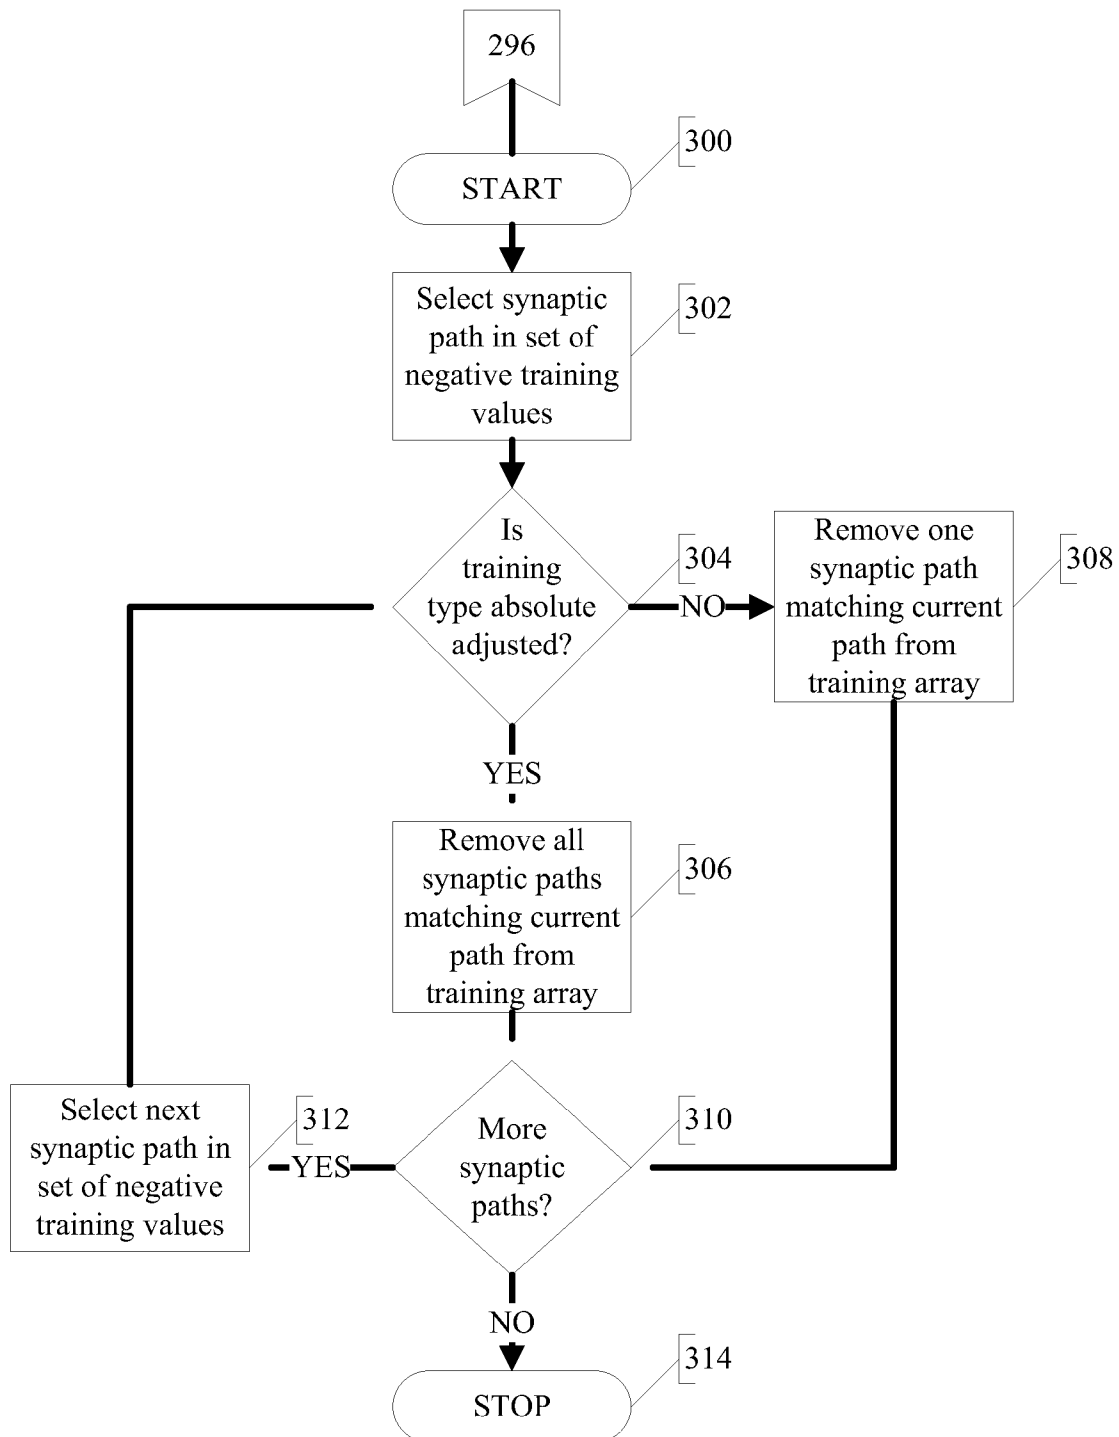 296
300
START
Select synaptic
path in set of
negative training
values
302
Is
training
type absolute
adjusted?
304
NO
Remove one
synaptic path
matching current
path from
training array
308
YES
Remove all
synaptic paths
matching current
path from
training array
306
Select next
synaptic path in
set of negative
training values
312
YES
More
synaptic
paths?
310
NO
314
STOP